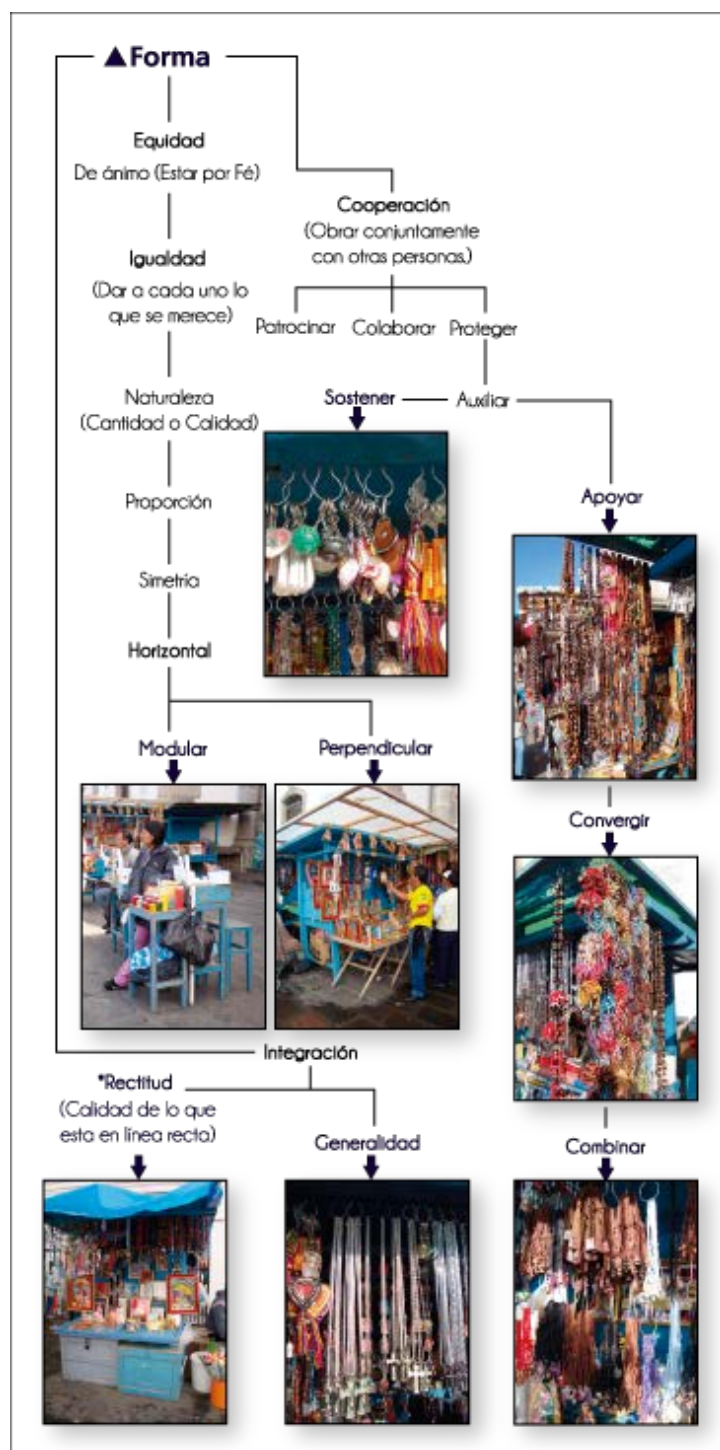 ▲Forma
Equidad
De ánimo (Estar por Fé)
Igualdad
(Dar a cada uno lo
que se merece)
Naturaleza
(Cantidad o Calidad)
Proporción
Simetría
Horizontal
Modular
Perpendicular
Cooperación
(Obrar conjuntamente
con otras personas.)
Patrocinar
Colaborar
Proteger
Sostener
Auxiliar
Apoyar
Convergir
Combinar
Integración
*Rectitud
(Calidad de lo que
esta en línea recta)
Generalidad